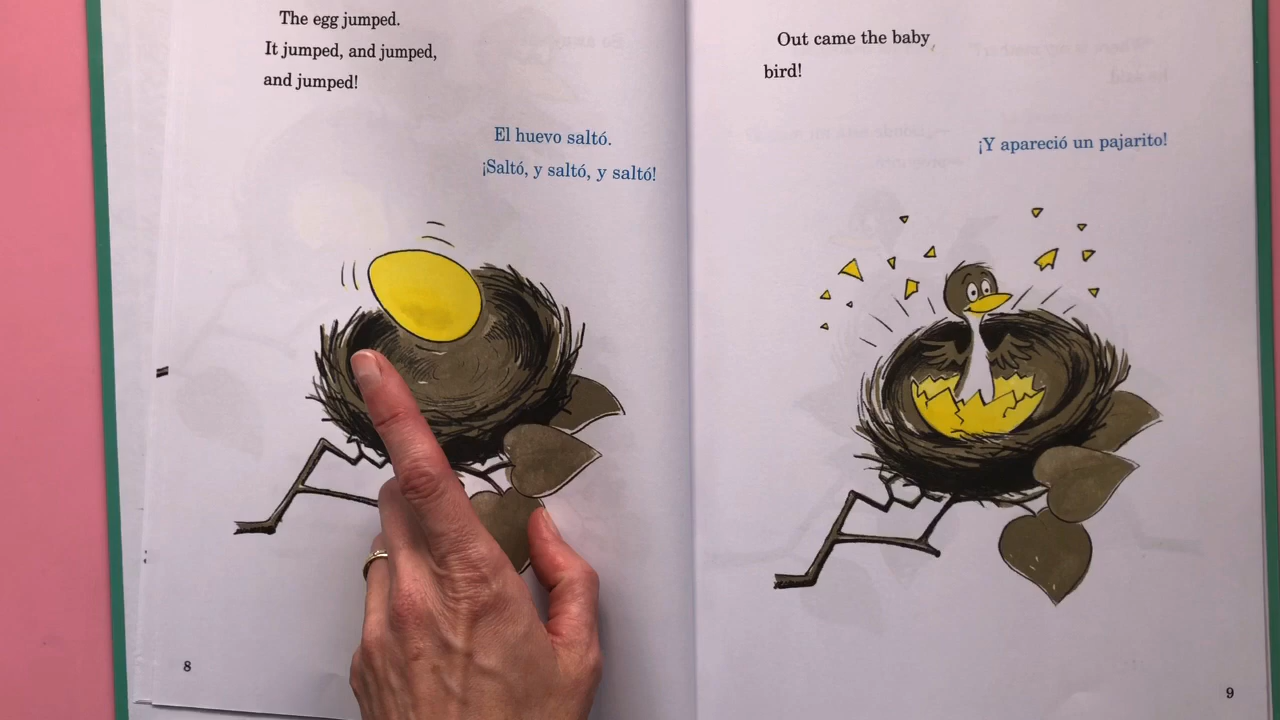 The egg jumped.
It jumped, and jumped,
and jumped!
El huevo saltó.
¡Saltó, y saltó, y saltó!
8
Out came the baby
bird!
¡Y apareció un pajarito!
9